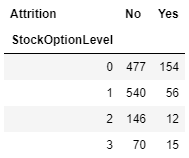 Attrition No Yes
StockOptionLevel
0 477 154
1 540 56
2 146 12
3 70 15